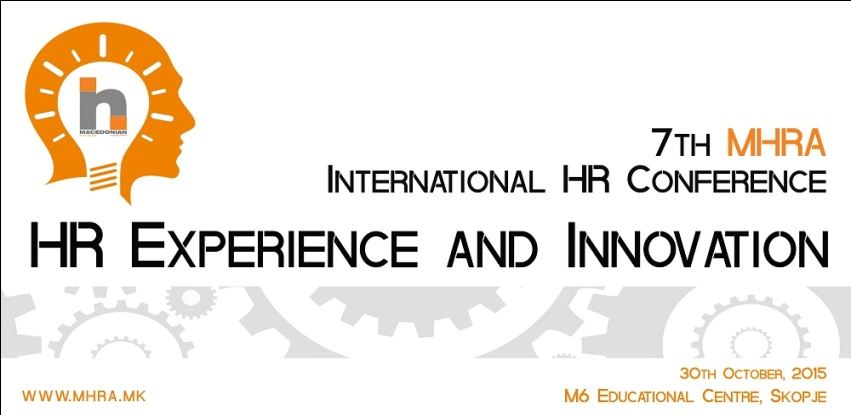 MACEDONIAN
7TH MHRA
INTERNATIONAL HR CONFERENCE
HR EXPERIENCE AND INNOVATION
30TH OCTOBER, 2015
WWW.MHRA.MK
M6 EDUCATIONAL CENTRE, SKOPJE